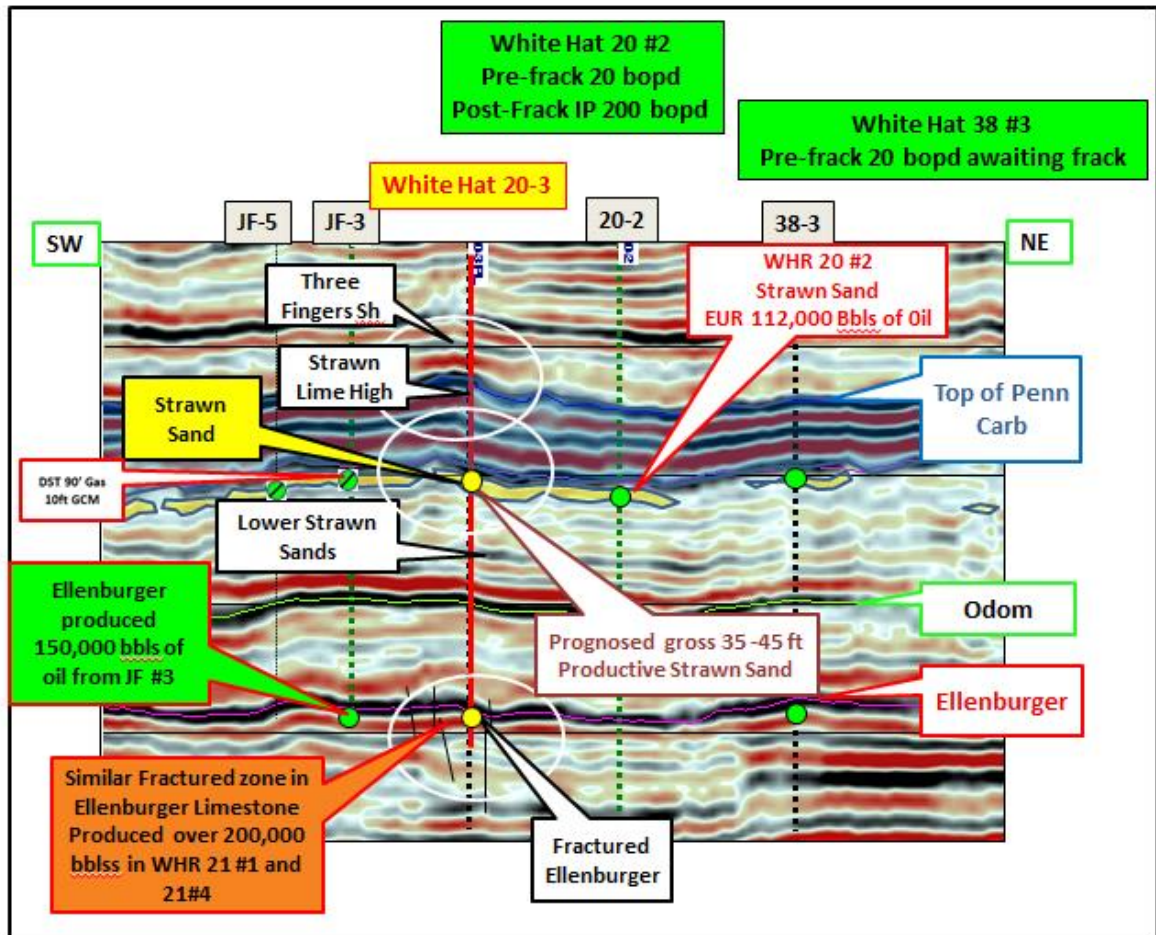 White Hat 20 #2
Pre-frack 20 bopd
Post-Frack IP 200 bopd
White Hat 38 #3
Pre-frack 20 bopd awaiting frack
White Hat 20-3
JF-5
JF-3
20-2
38-3
SW
NE
Three
Fingers Sh
WHR 20 #2
Strawn Sand
EUR 112,000 Bbls of Oil
Strawn
Lime High
Top of Penn
Carb
Strawn
Sand
DST 90' Gas
10ft GCM
Lower Strawn
Sands
Ellenburger
produced
150,000 bbls of
oil from JF #3
Odom
Prognosed gross 35 -45 ft
Productive Strawn Sand
Ellenburger
Similar Fractured zone in
Ellenburger Limestone
Produced over 200,000
bblss in WHR 21 #1 and
21#4
Fractured
Ellenburger